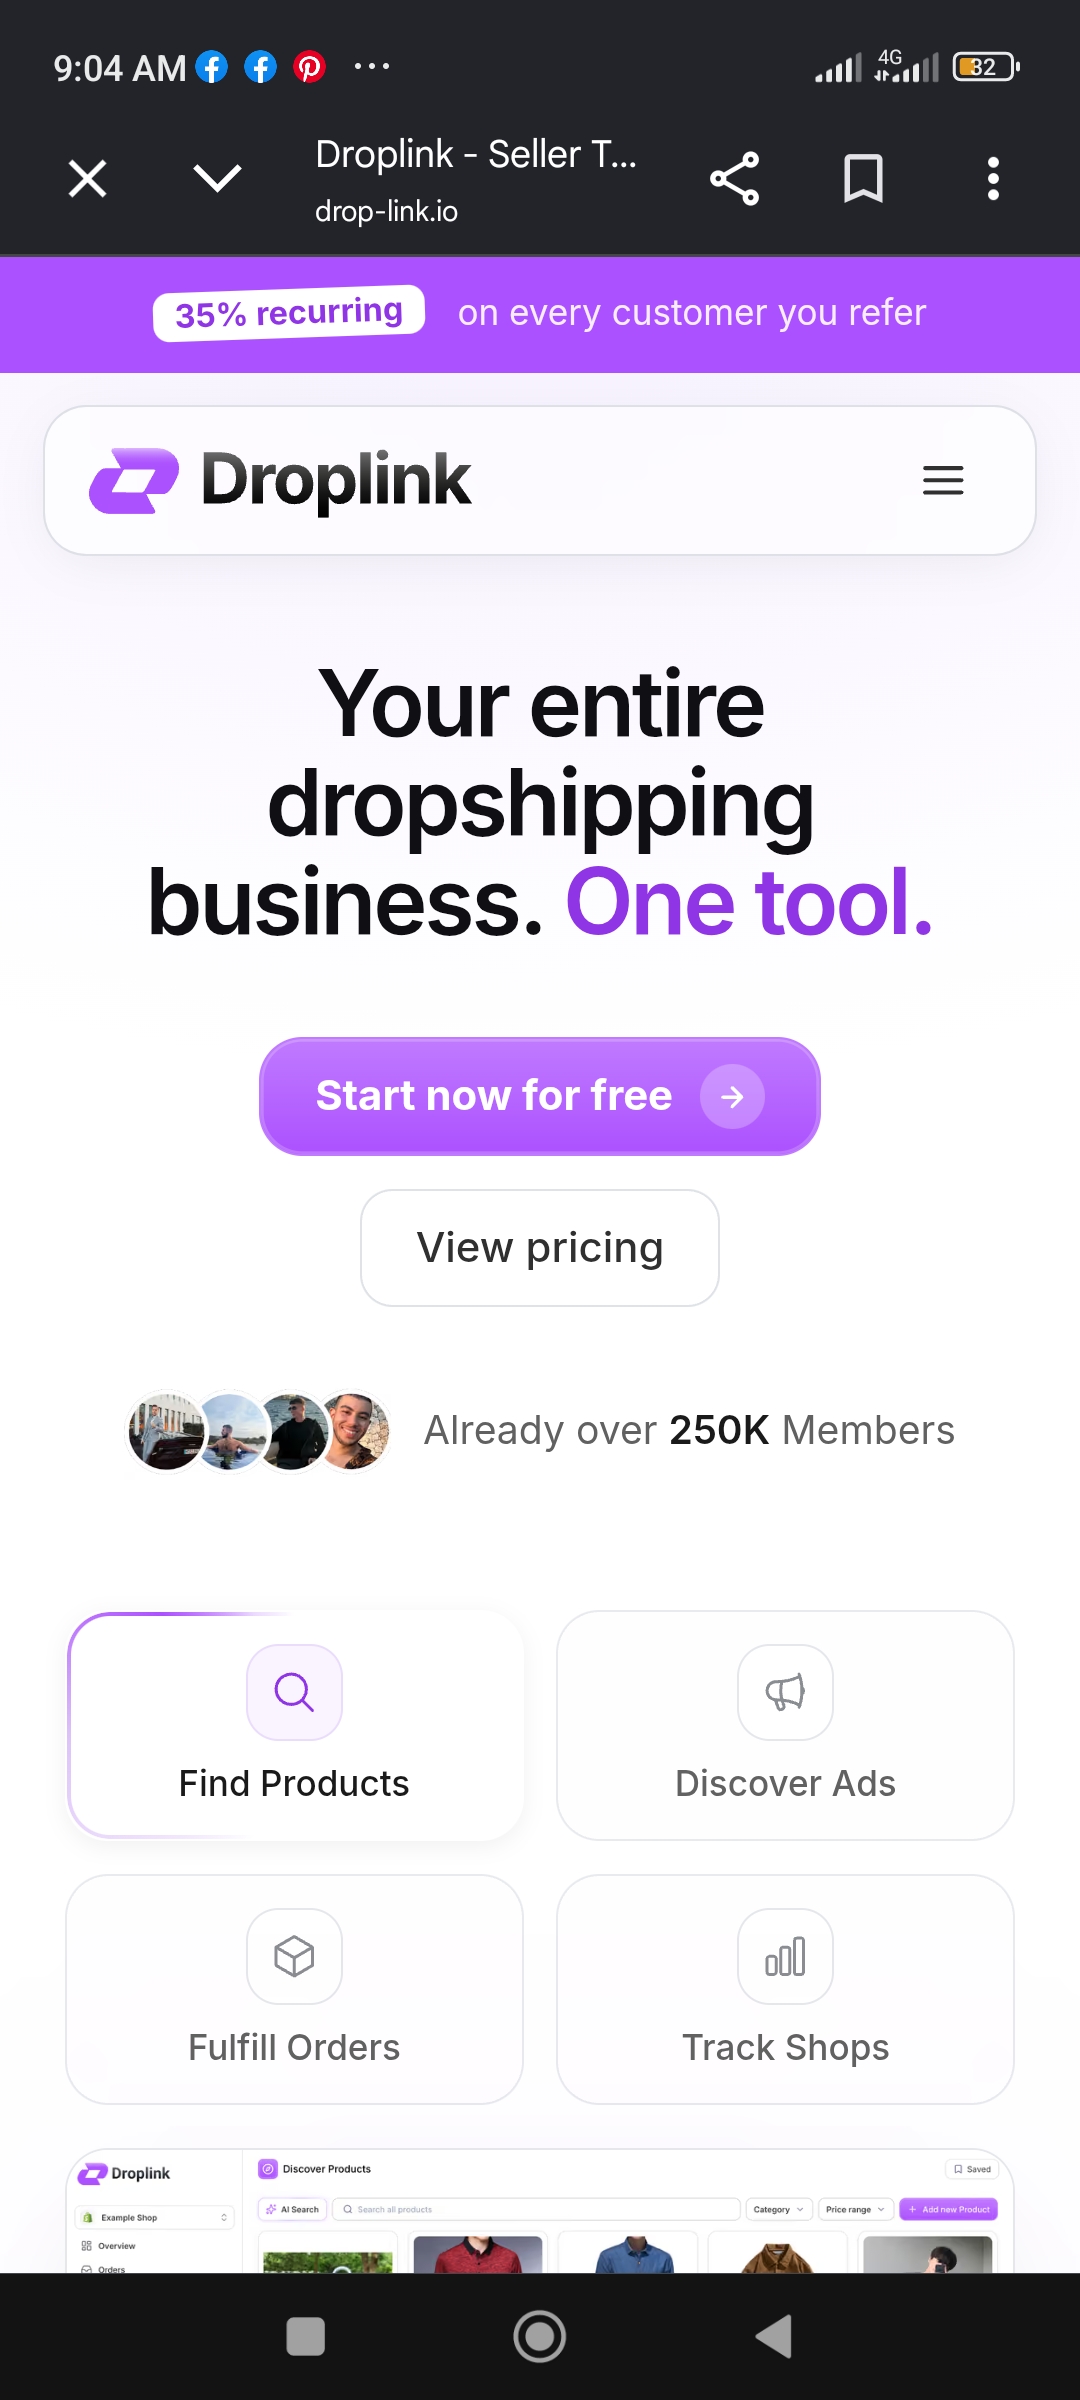 9:04 AM
4G
32
Droplink - Seller T...
drop-link.io
35% recurring on every customer you refer
Droplink
Your entire
dropshipping
business. One tool.
Start now for free
View pricing
Already over 250K Members
Find Products
Discover Ads
Fulfill Orders
Track Shops
Droplink
Discover Products
Saved
Example Shop
AI Search
Search all products
Category
Price range
+ Add new Product
Overview
Orders